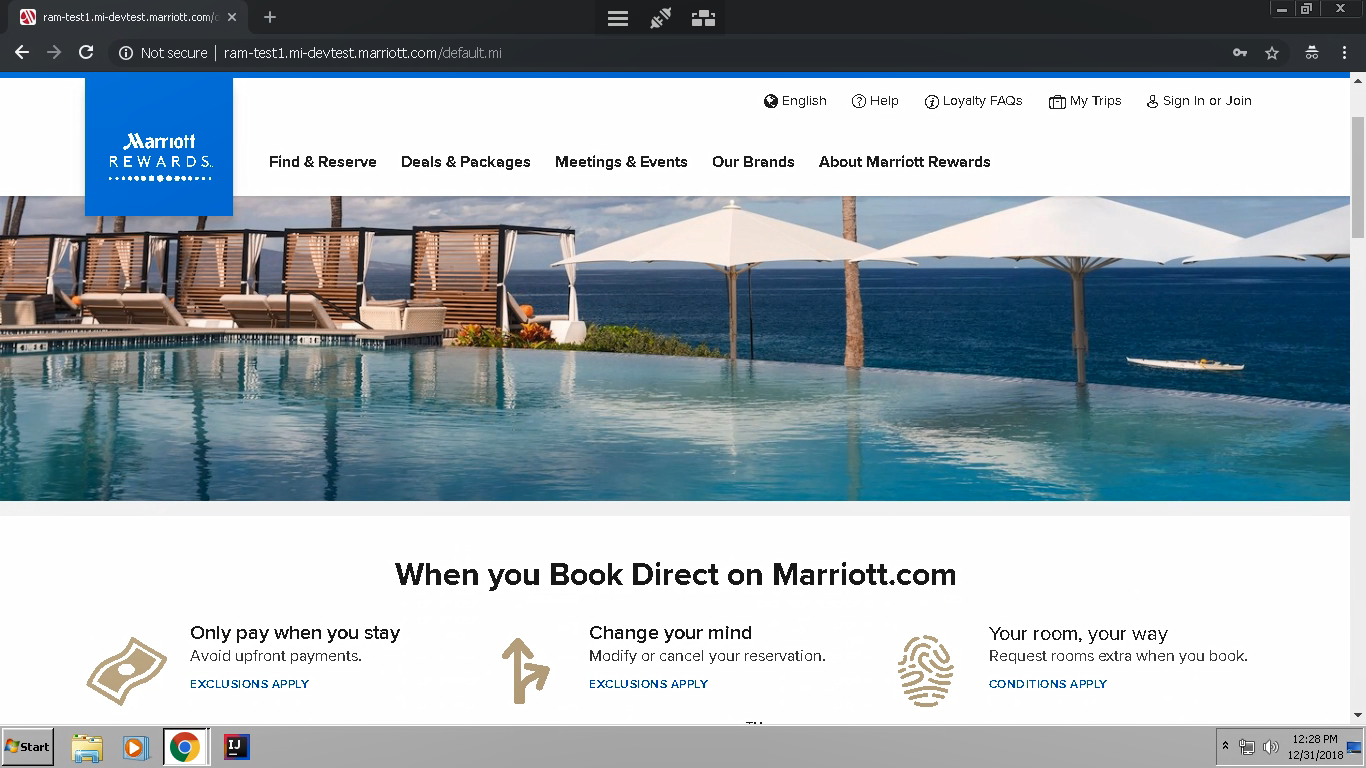 ram-test1.mi-devtest.marriott.com/
Not secure | ram-test1.mi-devtest.marriott.com/default.mi
English Help Loyalty FAQs My Trips Sign In or Join
Marriott
REWARDS
Find & Reserve Deals & Packages Meetings & Events Our Brands About Marriott Rewards
When you Book Direct on Marriott.com
Only pay when you stay
Avoid upfront payments.
EXCLUSIONS APPLY
Change your mind
Modify or cancel your reservation.
EXCLUSIONS APPLY
Your room, your way
Request rooms extra when you book.
CONDITIONS APPLY
TM
Start
IJ
12:28 PM
12/31/2018